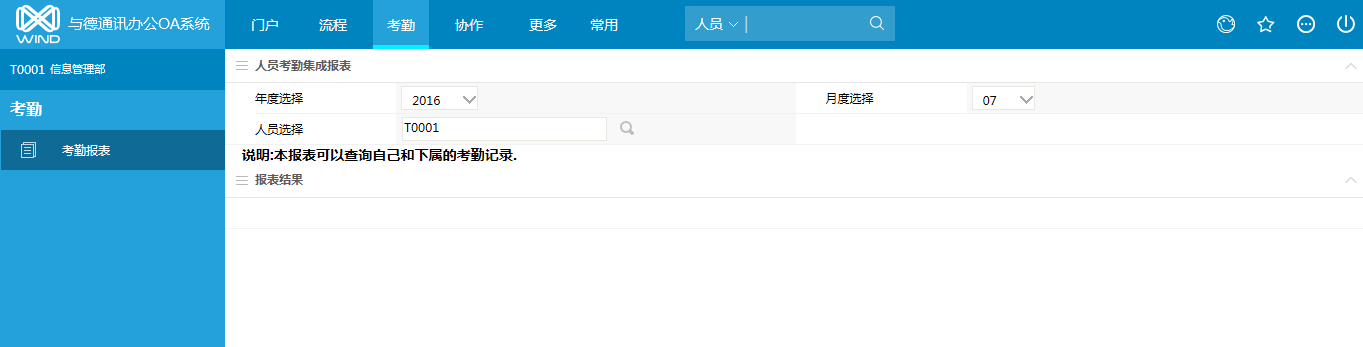 WIND 与德通讯办公OA系统 门户 流程 考勤 协作 更多 常用 人员
T0001 信息管理部
人员考勤集成报表
考勤
年度选择 2016 月度选择 07
人员选择 T0001
考勤报表
说明:本报表可以查询自己和下属的考勤记录.
报表结果